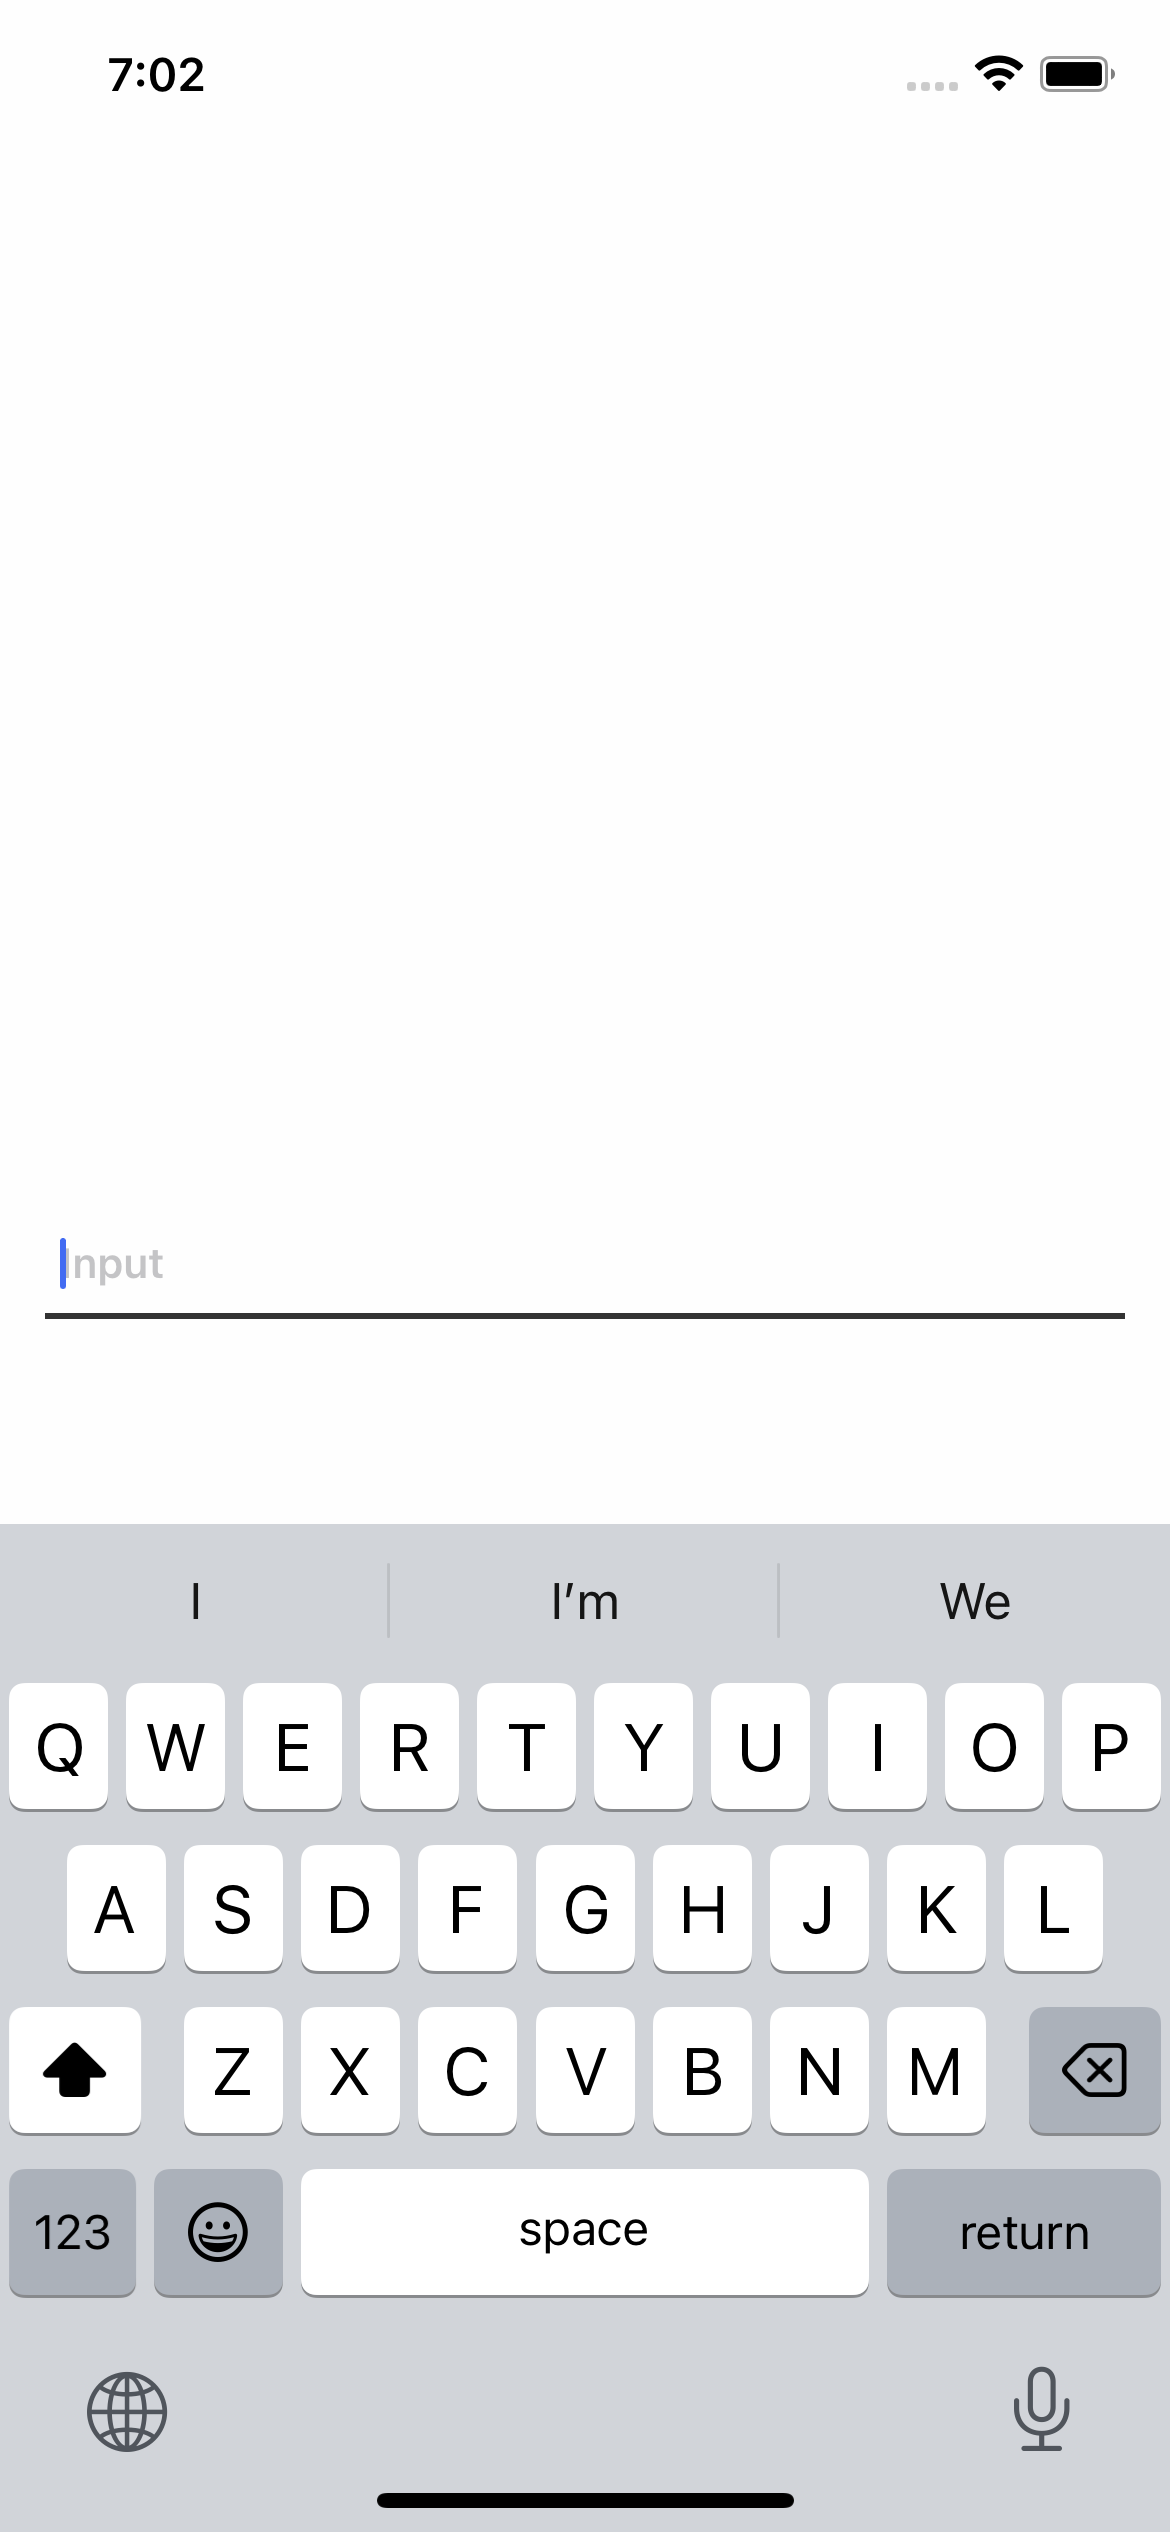 7:02
Input
I I’m We
Q W E R T Y U I O P
A S D F G H J K L
Z X C V B N M
123 space return